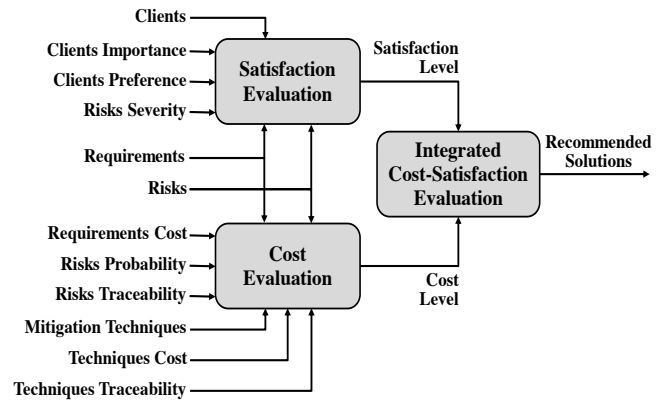 Clients
Clients Importance
Clients Preference
Risks Severity
Satisfaction
Evaluation
Satisfaction
Level
Requirements
Risks
Integrated
Cost-Satisfaction
Evaluation
Recommended
Solutions
Requirements Cost
Risks Probability
Risks Traceability
Cost
Evaluation
Cost
Level
Mitigation Techniques
Techniques Cost
Techniques Traceability